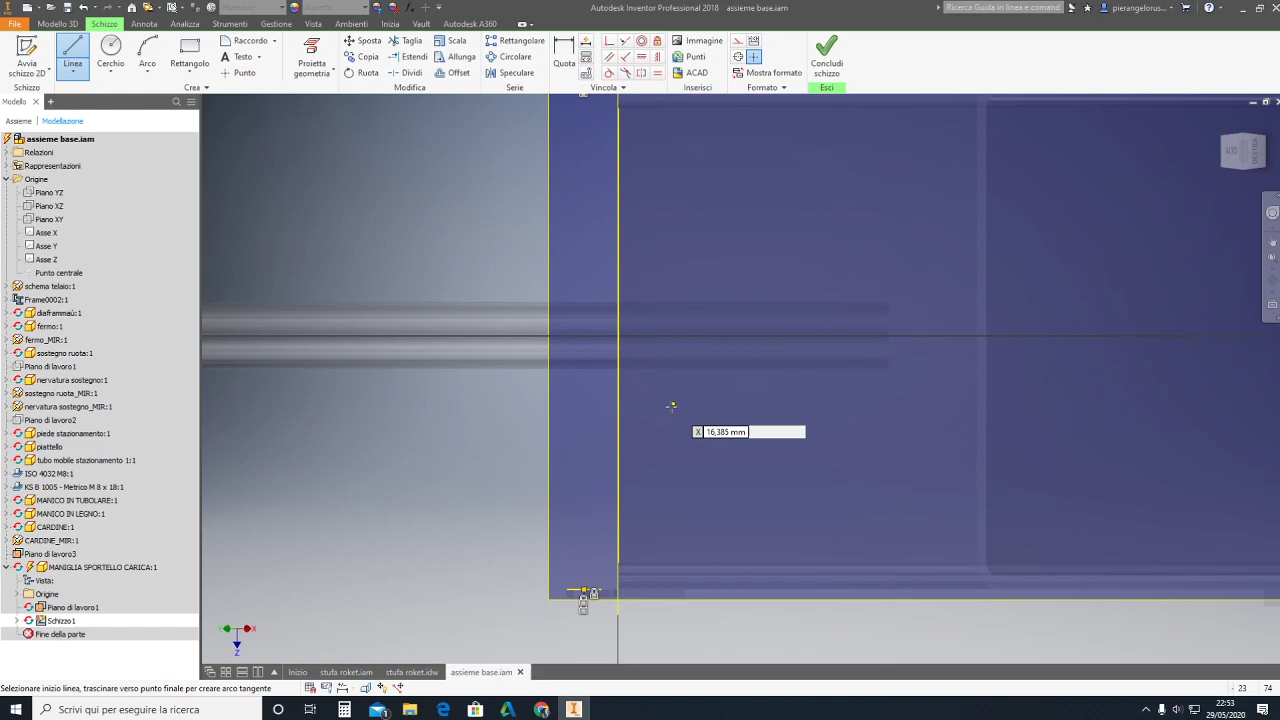 Autodesk Inventor Professional 2018   assieme base.iam
Ricerca Guida in linea e comand
pierangelorus...
File Modello 3D Schizzo Annota Analizza Strumenti Gestione Vista Ambienti Inizia Vault Autodesk A360
Avvia schizzo 2D
Linea
Cerchio
Arco
Rettangolo
Raccordo
Testo
Punto
Proietta geometria
Sposta
Copia
Ruota
Taglia
Estendi
Dividi
Scala
Allunga
Offset
Rettangolare
Circolare
Speculare
Quota
Immagine
Punti
ACAD
Mostra formato
Concludi schizzo
Schizzo
Crea
Modifica
Serie
Vincola
Inserisci
Formato
Esci
Modello
Assieme Modellazione
assieme base.iam
Relazioni
Rappresentazioni
Origine
Piano YZ
Piano XZ
Piano XY
Asse X
Asse Y
Asse Z
Punto centrale
schema telaio:1
Frame0002:1
diaframmaù:1
fermo:1
fermo_MIR:1
sostegno ruota:1
Piano di lavoro1
nervatura sostegno:1
sostegno ruota_MIR:1
nervatura sostegno_MIR:1
Piano di lavoro2
piede stazionamento:1
piattello
tubo mobile stazionamento 1:1
ISO 4032 M8:1
KS B 1005 - Metrico M 8 x 18:1
MANICO IN TUBOLARE:1
MANICO IN LEGNO:1
CARDINE:1
CARDINE_MIR:1
Piano di lavoro3
MANIGLIA SPORTELLO CARICA:1
Vista:
Origine
Piano di lavoro1
Schizzo1
Fine della parte
ALTO
DESTRA
X 16,385 mm
Y X
Z
Inizio stufa roket.iam stufa roket.idw assieme base.iam
Selezionare inizio linea, trascinare verso punto finale per creare arco tangente
23 74
Scrivi qui per eseguire la ricerca
22:53
29/05/2020